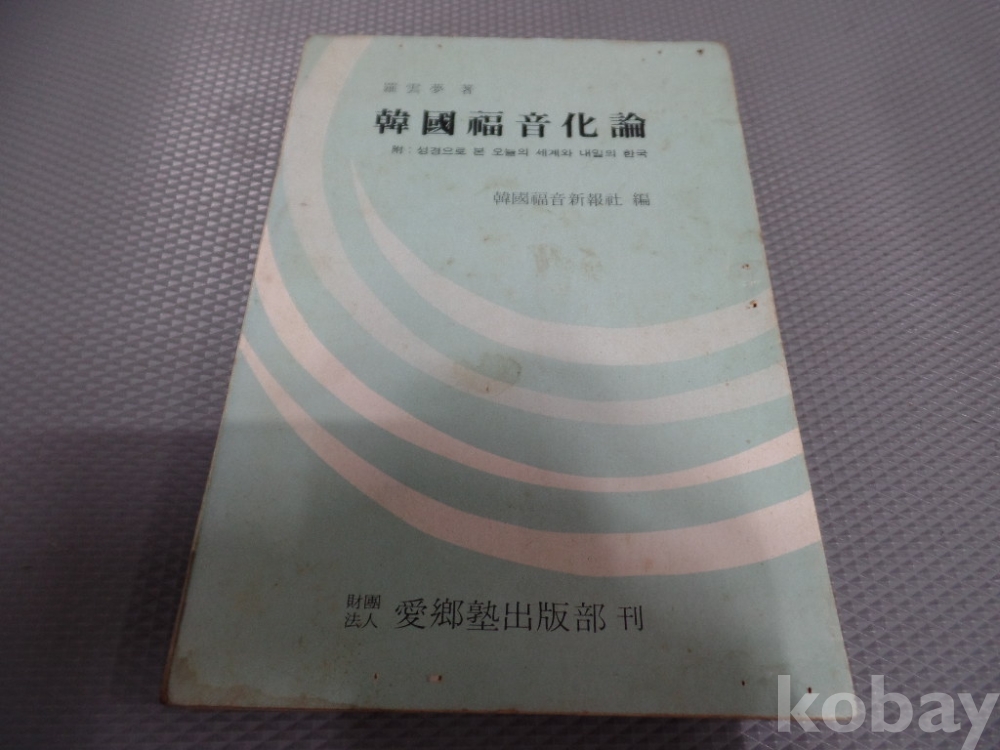 羅雲夢 著
韓國福音化論
附 : 성경으로 본 오늘의 세계와 내일의 한국
韓國福音新報社 編
財團法人 愛鄕塾出版部 刊
kobay